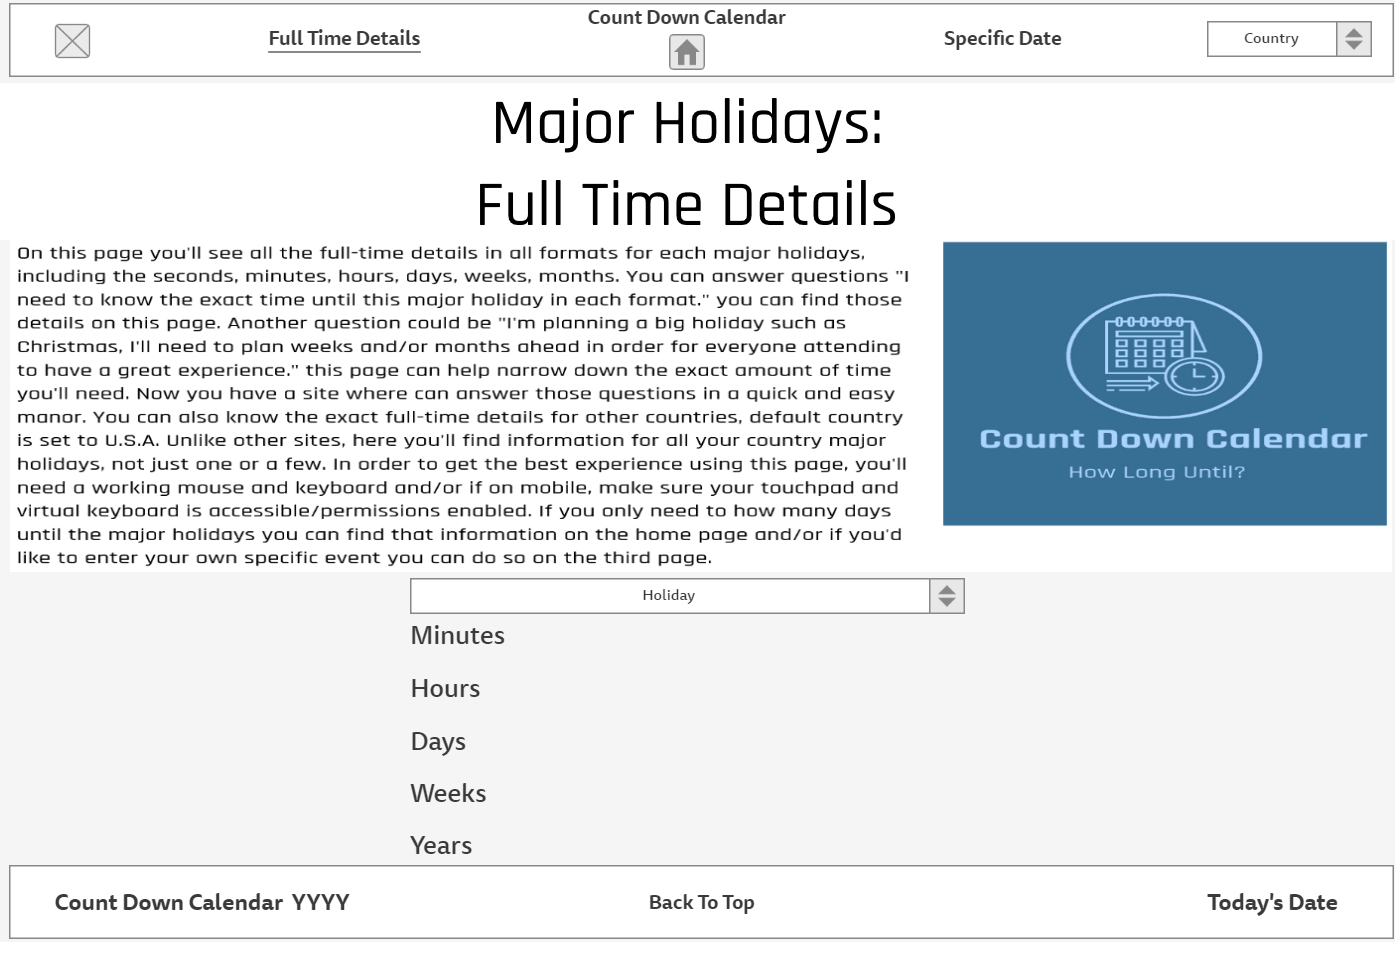 Count Down Calendar
Full Time Details
Specific Date
Country
Major Holidays:
Full Time Details
On this page you'll see all the full-time details in all formats for each major holidays,
including the seconds, minutes, hours, days, weeks, months. You can answer questions "I
need to know the exact time until this major holiday in each format." you can find those
details on this page. Another question could be "I'm planning a big holiday such as
Christmas, I'll need to plan weeks and/or months ahead in order for everyone attending
to have a great experience." this page can help narrow down the exact amount of time
you'll need. Now you have a site where can answer those questions in a quick and easy
manor. You can also know the exact full-time details for other countries, default country
is set to U.S.A. Unlike other sites, here you'll find information for all your country major
holidays, not just one or a few. In order to get the best experience using this page, you'll
need a working mouse and keyboard and/or if on mobile, make sure your touchpad and
virtual keyboard is accessible/permissions enabled. If you only need to how many days
until the major holidays you can find that information on the home page and/or if you'd
like to enter your own specific event you can do so on the third page.
Count Down Calendar
How Long Until?
Holiday
Minutes
Hours
Days
Weeks
Years
Count Down Calendar YYYY
Back To Top
Today's Date